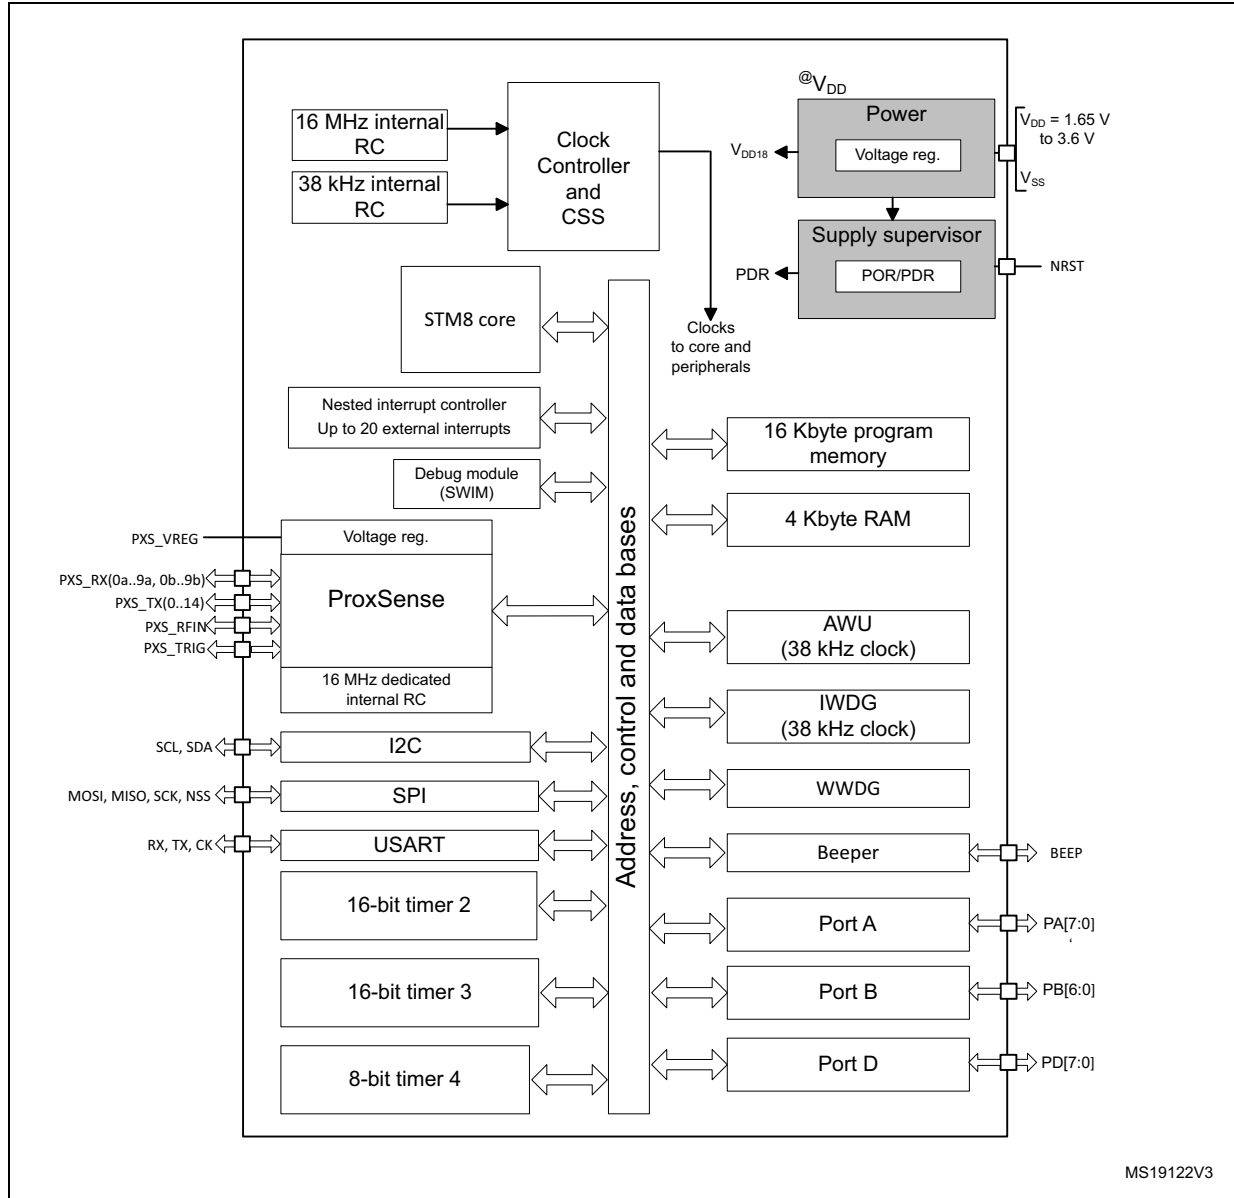 @VDD
16 MHz internal
RC
38 kHz internal
RC
Clock
Controller
and
CSS
Power
Voltage reg.
VDD18
VDD = 1.65 V
to 3.6 V
VSS
Supply supervisor
POR/PDR
PDR
NRST
Clocks
to core and
peripherals
STM8 core
Nested interrupt controller
Up to 20 external interrupts
Debug module
(SWIM)
PXS_VREG
Voltage reg.
PXS_RX(0a..9a, 0b..9b)
PXS_TX(0..14)
PXS_RFIN
PXS_TRIG
ProxSense
16 MHz dedicated
internal RC
SCL, SDA
I2C
MOSI, MISO, SCK, NSS
SPI
RX, TX, CK
USART
16-bit timer 2
16-bit timer 3
8-bit timer 4
Address, control and data bases
16 Kbyte program
memory
4 Kbyte RAM
AWU
(38 kHz clock)
IWDG
(38 kHz clock)
WWDG
Beeper
BEEP
Port A
PA[7:0]
Port B
PB[6:0]
Port D
PD[7:0]
MS19122V3